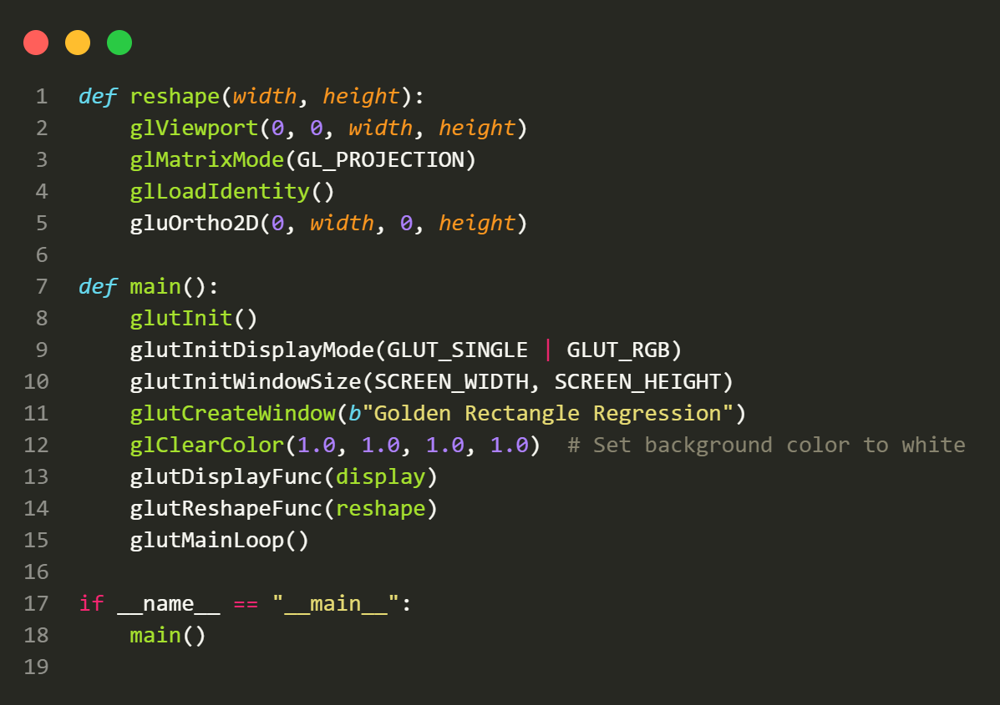 1 def reshape(width, height):
2     glViewport(0, 0, width, height)
3     glMatrixMode(GL_PROJECTION)
4     glLoadIdentity()
5     gluOrtho2D(0, width, 0, height)
6
7 def main():
8     glutInit()
9     glutInitDisplayMode(GLUT_SINGLE | GLUT_RGB)
10     glutInitWindowSize(SCREEN_WIDTH, SCREEN_HEIGHT)
11     glutCreateWindow(b"Golden Rectangle Regression")
12     glClearColor(1.0, 1.0, 1.0, 1.0)  # Set background color to white
13     glutDisplayFunc(display)
14     glutReshapeFunc(reshape)
15     glutMainLoop()
16
17 if __name__ == "__main__":
18     main()
19